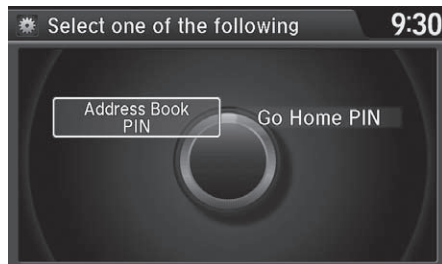 Select one of the following
9:30
Address Book
PIN
Go Home PIN